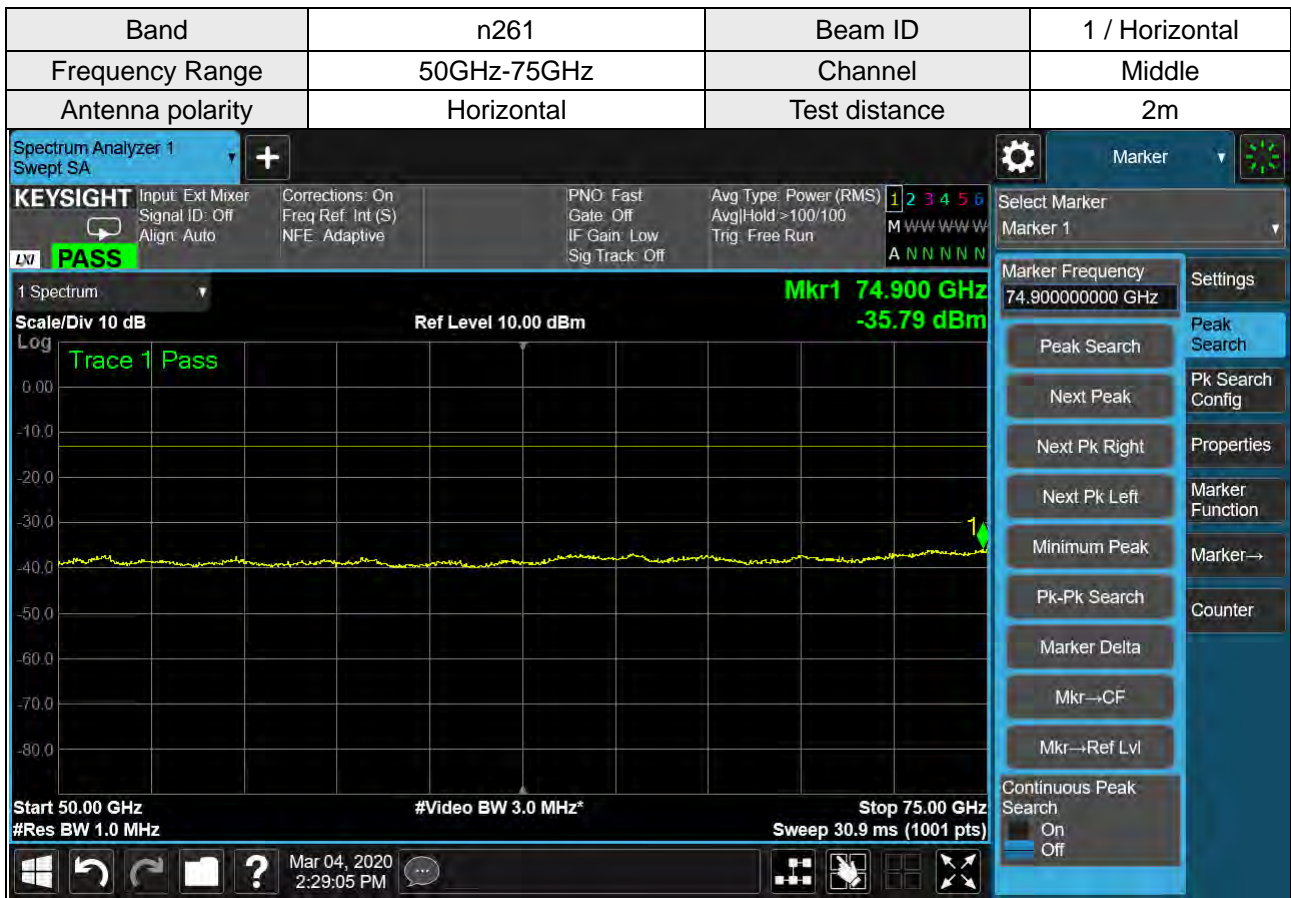 Band n261 Beam ID 1 / Horizontal
Frequency Range 50GHz-75GHz Channel Middle
Antenna polarity Horizontal Test distance 2m
Spectrum Analyzer 1
Swept SA
Marker
KEYSIGHT
LXI PASS
Input: Ext Mixer
Signal ID: Off
Align: Auto
Corrections: On
Freq Ref: Int (S)
NFE: Adaptive
PNO: Fast
Gate: Off
IF Gain: Low
Sig Track: Off
Avg Type: Power (RMS)
Avg|Hold >100/100
Trig: Free Run
1 2 3 4 5 6
M W W W W W W
A N N N N N N
Select Marker
Marker 1
1 Spectrum
Mkr1 74.900 GHz
-35.79 dBm
Scale/Div 10 dB
Ref Level 10.00 dBm
Log
Trace 1 Pass
0.00
-10.0
-20.0
-30.0
-40.0
-50.0
-60.0
-70.0
-80.0
1
Start 50.00 GHz
#Res BW 1.0 MHz
#Video BW 3.0 MHz*
Stop 75.00 GHz
Sweep 30.9 ms (1001 pts)
Marker Frequency
74.900000000 GHz
Peak Search
Next Peak
Next Pk Right
Next Pk Left
Minimum Peak
Pk-Pk Search
Marker Delta
Mkr→CF
Mkr→Ref Lvl
Continuous Peak
Search
On
Off
Settings
Peak
Search
Pk Search
Config
Properties
Marker
Function
Marker→
Counter
?
Mar 04, 2020
2:29:05 PM